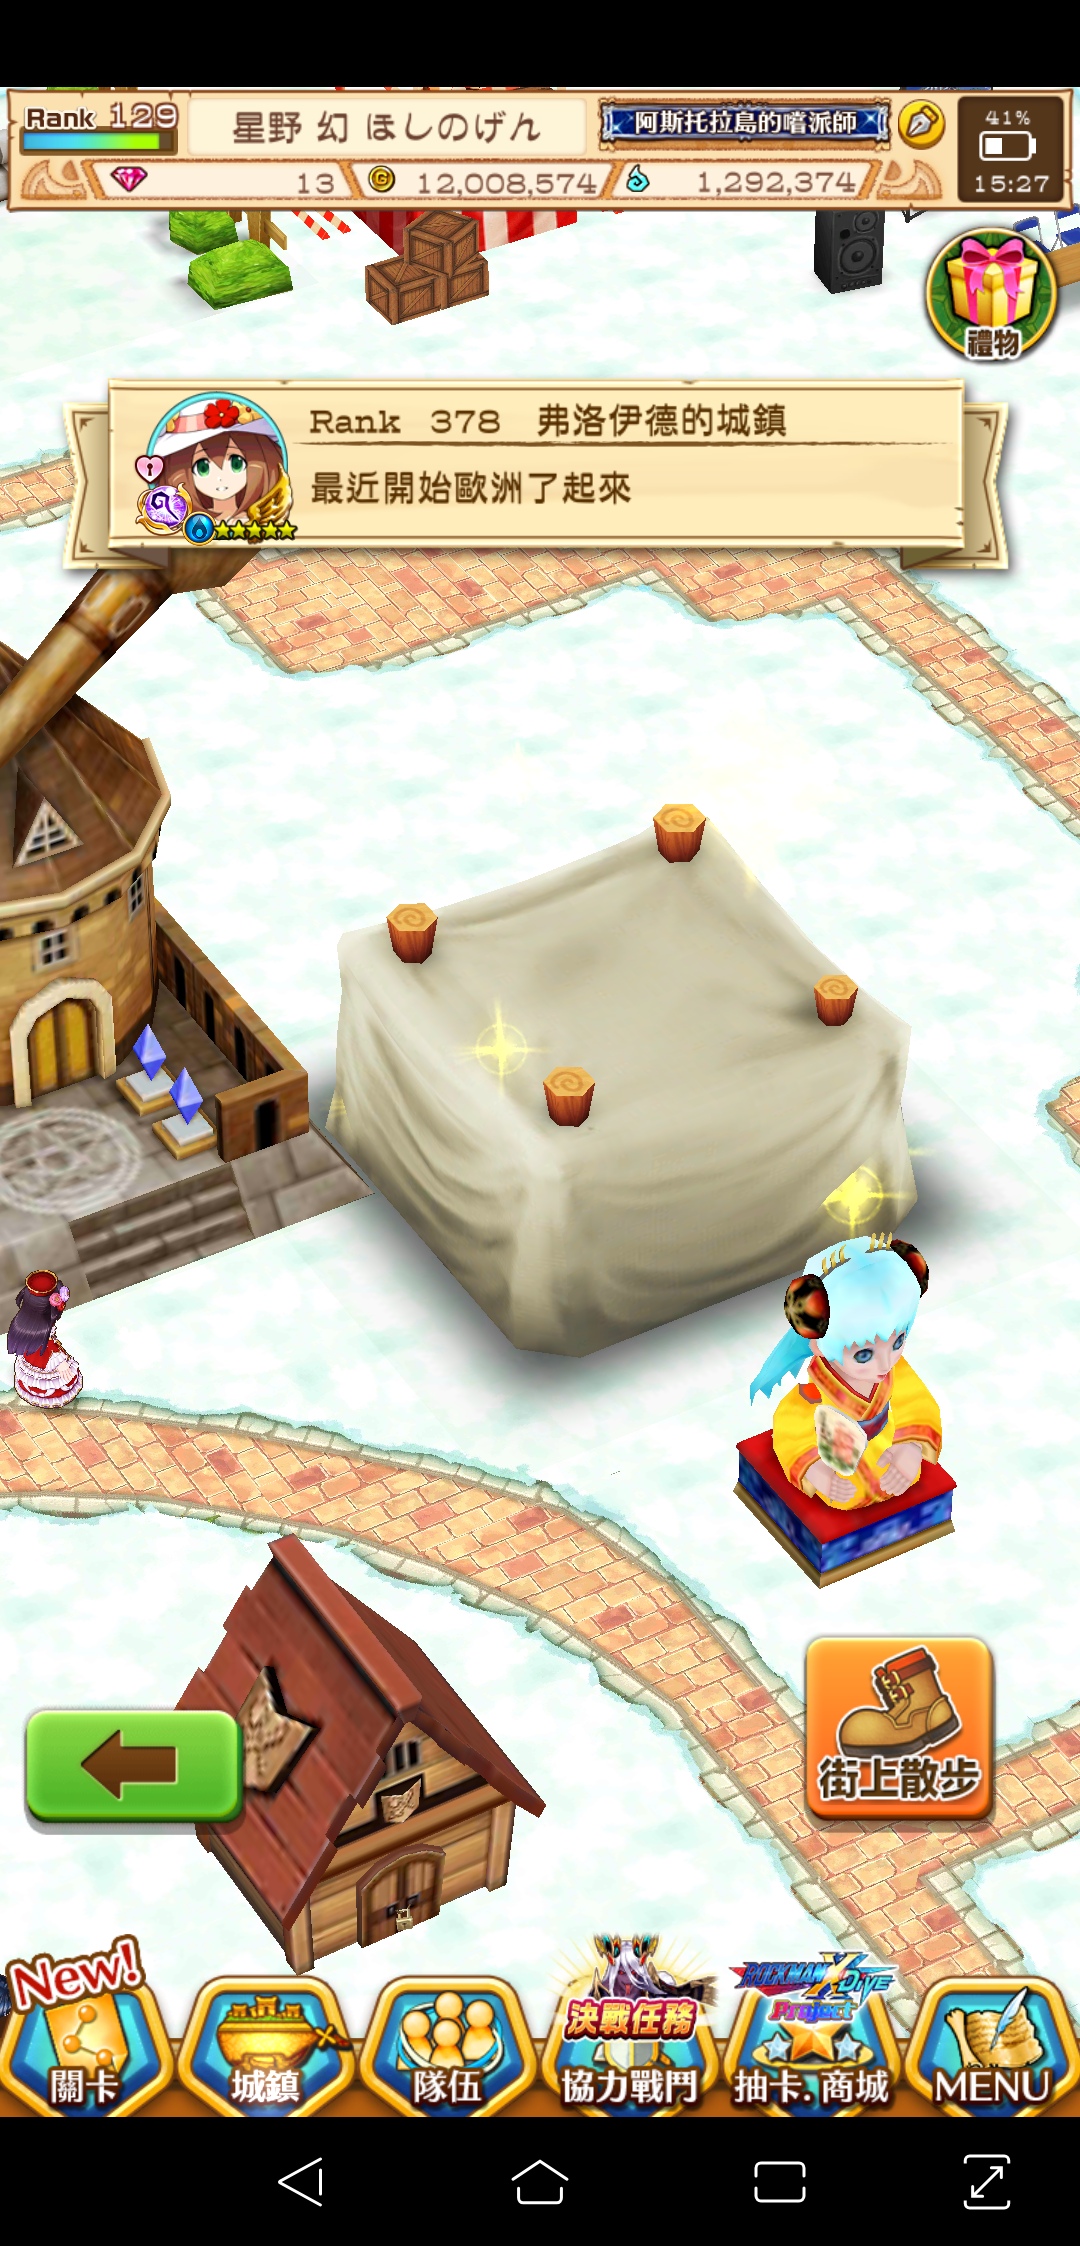 Rank 129
星野 幻 ほしのげん
阿斯托拉島的嚐派師
41%
13
12,008,574
1,292,374
15:27
禮物
Rank 378 弗洛伊德的城鎮
最近開始歐洲了起來
街上散步
New!
決戰任務
ROCKMAN X DiVE
Project
關卡
城鎮
隊伍
協力戰鬥
抽卡.商城
MENU